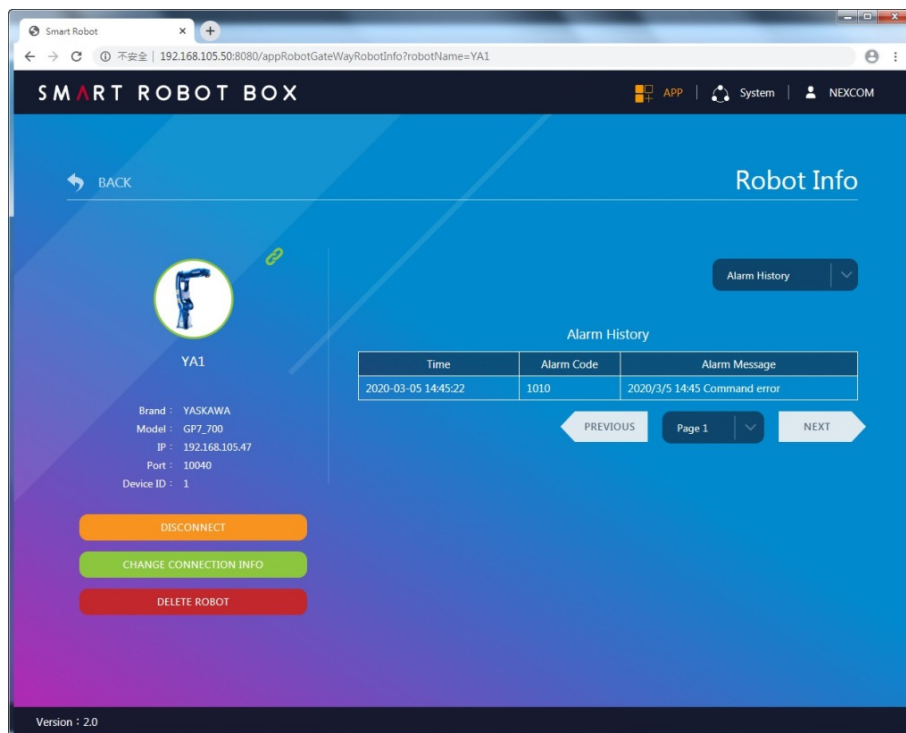 Smart Robot
不安全 | 192.168.105.50:8080/appRobotGateWayRobotInfo?robotName=YA1
SMART ROBOT BOX
APP | System | NEXCOM
BACK
Robot Info
Alarm History
YA1
Brand : YASKAWA
Model : GP7_700
IP : 192.168.105.47
Port : 10040
Device ID : 1
DISCONNECT
CHANGE CONNECTION INFO
DELETE ROBOT
Alarm History
Time Alarm Code Alarm Message
2020-03-05 14:45:22 1010 2020/3/5 14:45 Command error
PREVIOUS Page 1 NEXT
Version : 2.0